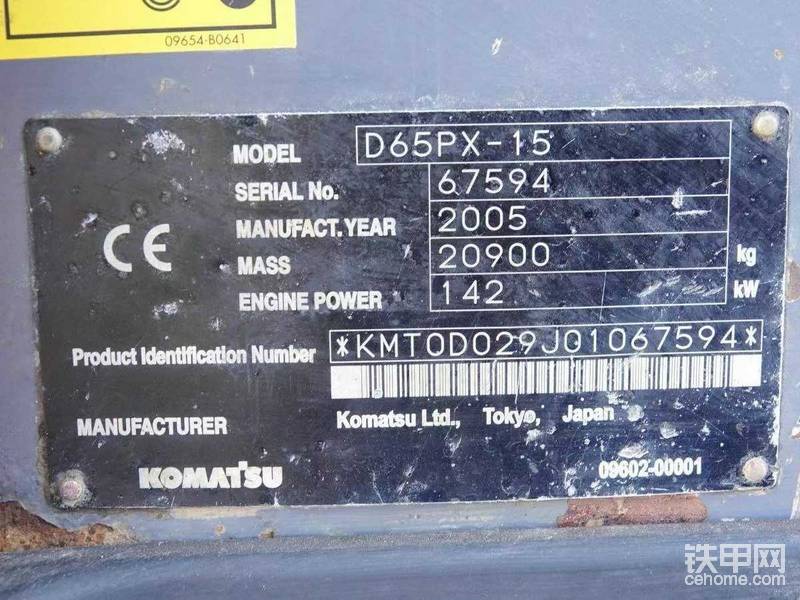 09654-B0641
MODEL D65PX-15
SERIAL No. 67594
MANUFACT. YEAR 2005
CE MASS 20900 kg
ENGINE POWER 142 kW
Product Identification Number *KMT0D029J01067594*
MANUFACTURER Komatsu Ltd., Tokyo, Japan
KOMATSU 09602-00001
铁甲网
cehome.com